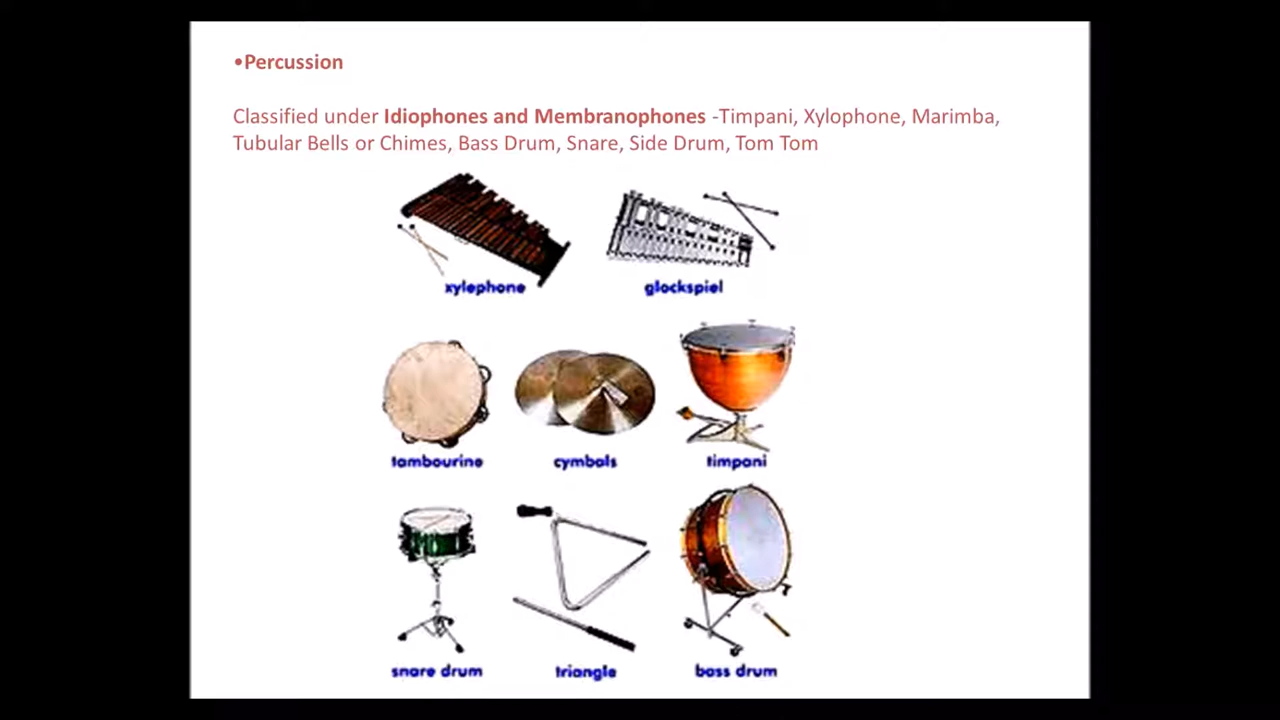 •Percussion
Classified under Idiophones and Membranophones -Timpani, Xylophone, Marimba,
Tubular Bells or Chimes, Bass Drum, Snare, Side Drum, Tom Tom
xylephone
glockspiel
tambourine
cymbals
timpani
snare drum
triangle
bass drum